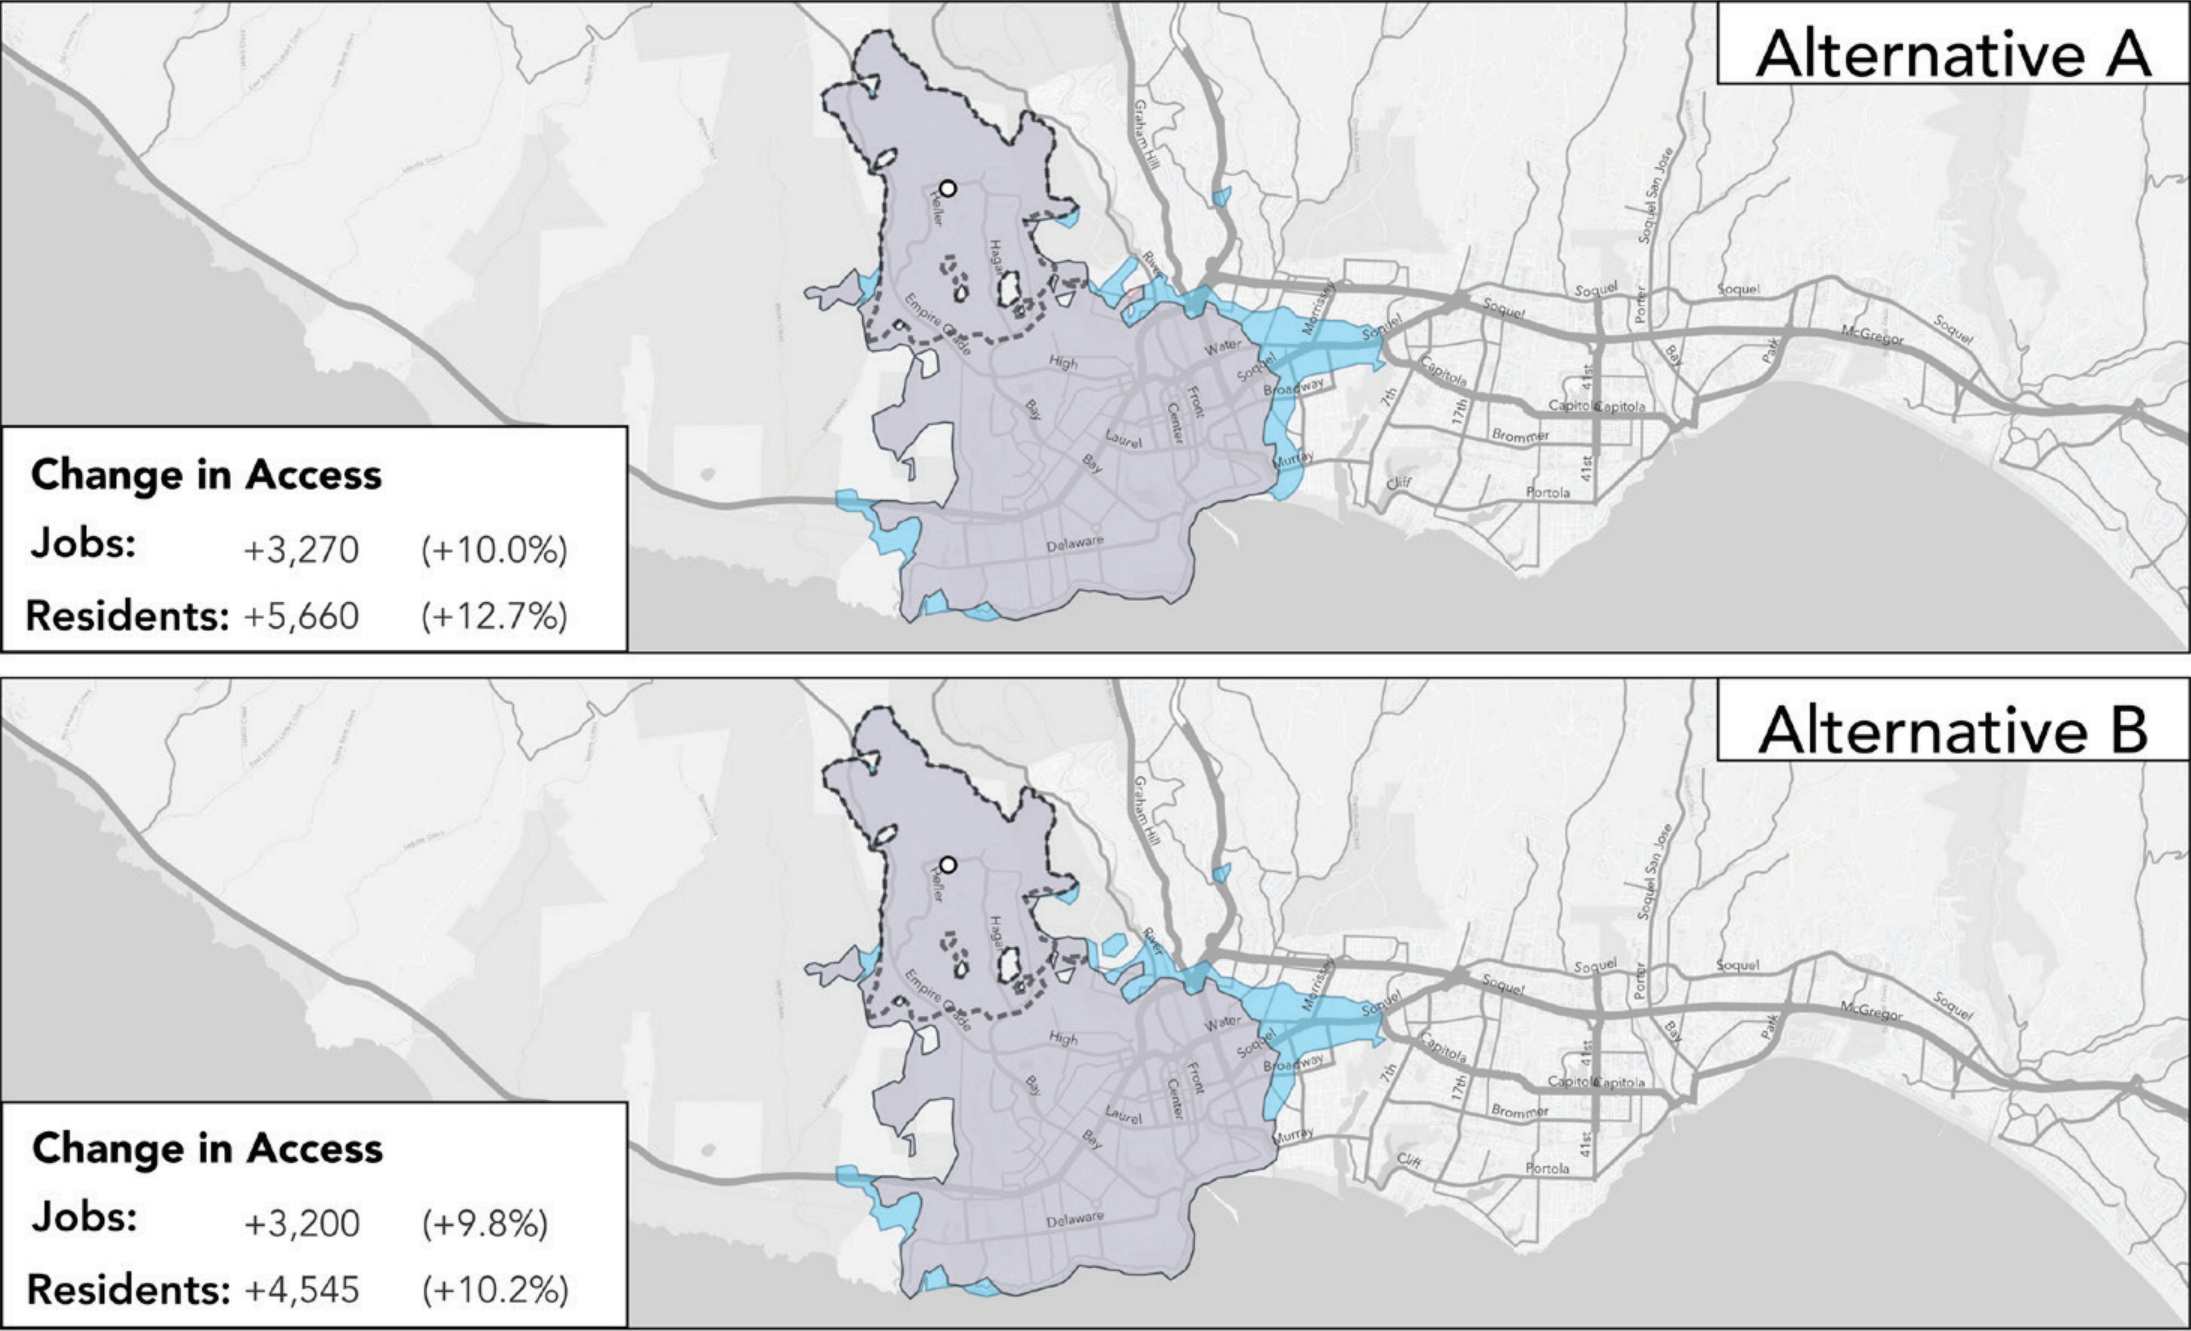 Alternative A
Graham Hill
Soquel San Jose
Heller
Hagar
River
Empire Grade
Morrissey
Soquel
Soquel
Soquel
Porter
Soquel
McGregor
Soquel
High
Water
Soquel
Broadway
Capitola
Bay
Park
41st
Bay
Front
Center
7th
17th
Capitola
Capitola
Laurel
Brommer
Bay
Murray
41st
Cliff
Portola
Delaware
Change in Access
Jobs: +3,270 (+10.0%)
Residents: +5,660 (+12.7%)
Alternative B
Graham Hill
Soquel San Jose
Heller
Hagar
River
Empire Grade
Morrissey
Soquel
Soquel
Soquel
Porter
Soquel
McGregor
Soquel
High
Water
Soquel
Broadway
Capitola
Bay
Park
41st
Bay
Front
Center
7th
17th
Capitola
Capitola
Laurel
Brommer
Bay
Murray
41st
Cliff
Portola
Delaware
Change in Access
Jobs: +3,200 (+9.8%)
Residents: +4,545 (+10.2%)